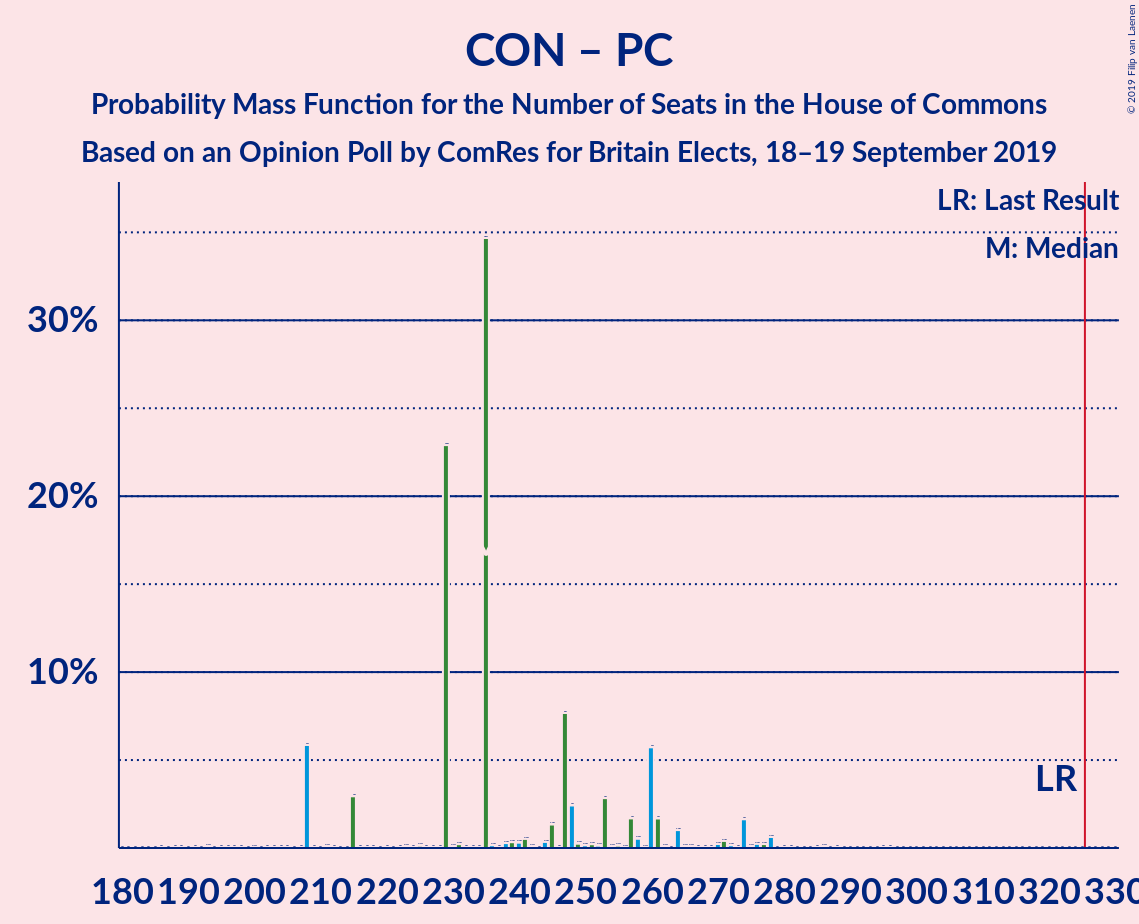 CON – PC
Probability Mass Function for the Number of Seats in the House of Commons
Based on an Opinion Poll by ComRes for Britain Elects, 18–19 September 2019
© 2019 Filip van Laenen
LR: Last Result
M: Median
30%
20%
10%
LR
180 190 200 210 220 230 240 250 260 270 280 290 300 310 320 330